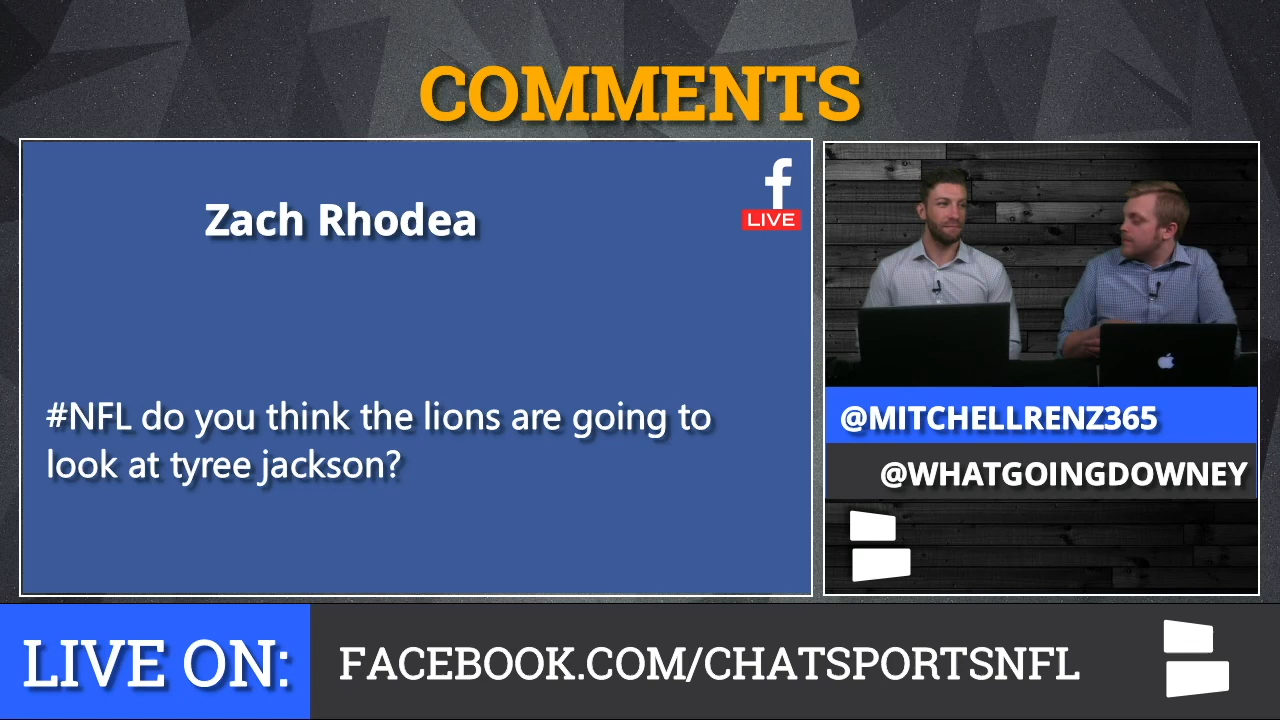 COMMENTS
Zach Rhodea
LIVE
#NFL do you think the lions are going to
look at tyree jackson?
@MITCHELLRENZ365
@WHATGOINGDOWNEY
LIVE ON:
FACEBOOK.COM/CHATSPORTSNFL